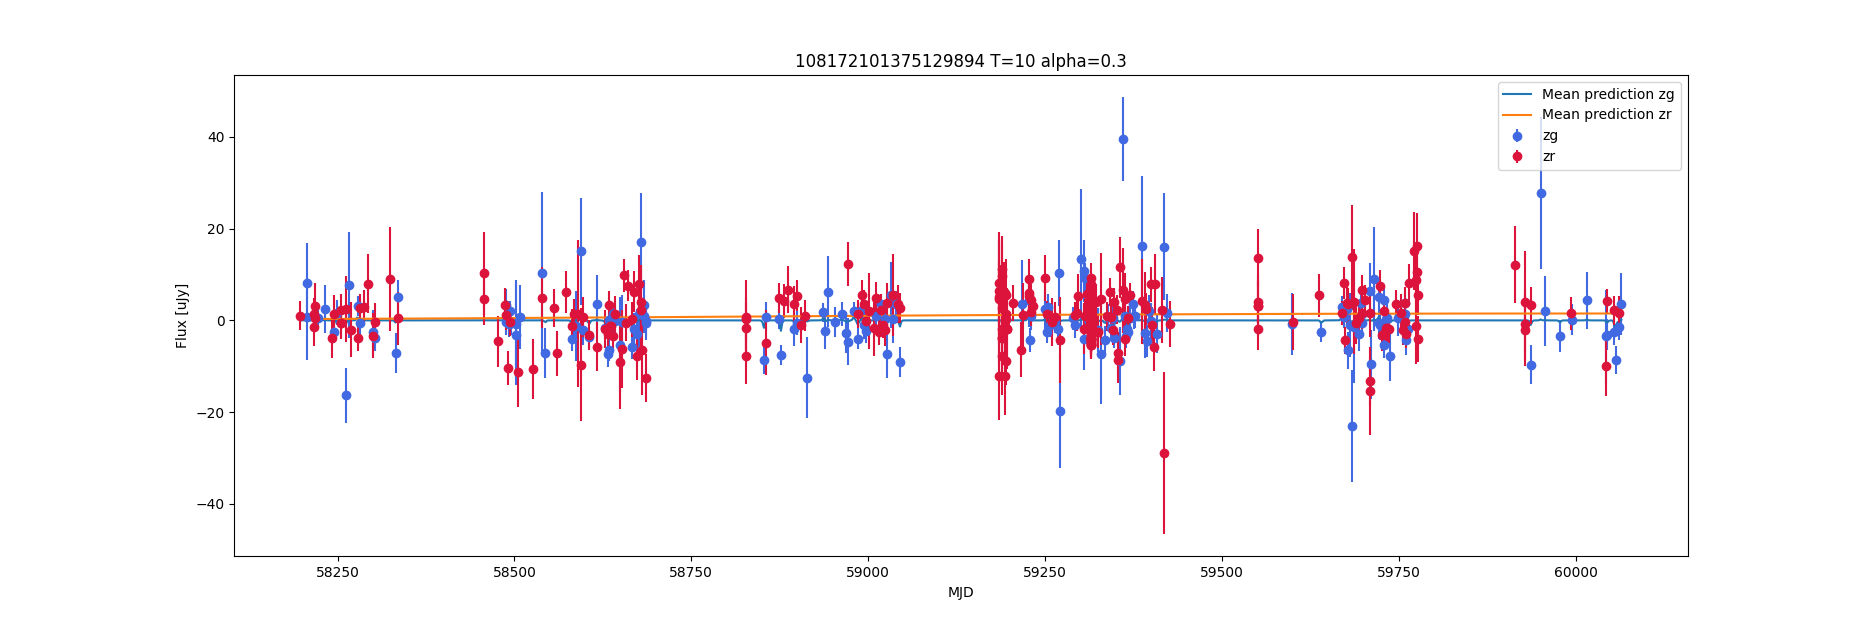 108172101375129894 T=10 alpha=0.3
Mean prediction zg
Mean prediction zr
zg
zr
Flux [uJy]
40
20
0
−20
−40
58250 58500 58750 59000 59250 59500 59750 60000
MJD